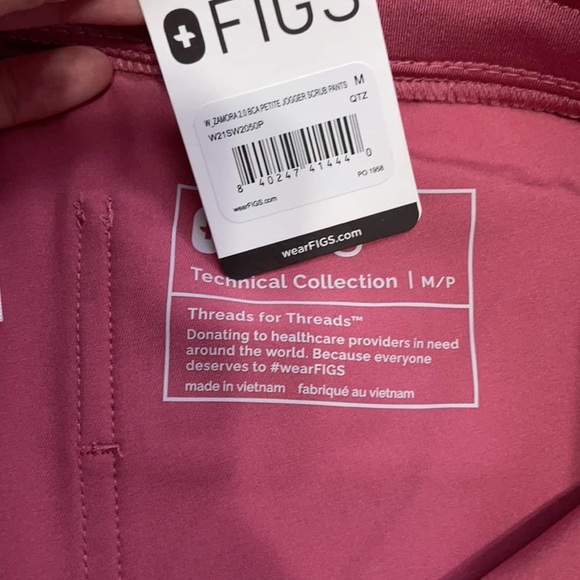 FIGS
W_ZAMORA 2.0 BCA PETITE JOGGER SCRUB PANTS M
W21SW2050P QTZ
8 40247 41444 0
wearFIGS.com PO 1956
wearFIGS.com
Technical Collection | M/P
Threads for Threads™
Donating to healthcare providers in need
around the world. Because everyone
deserves to #wearFIGS
made in vietnam fabriqué au vietnam